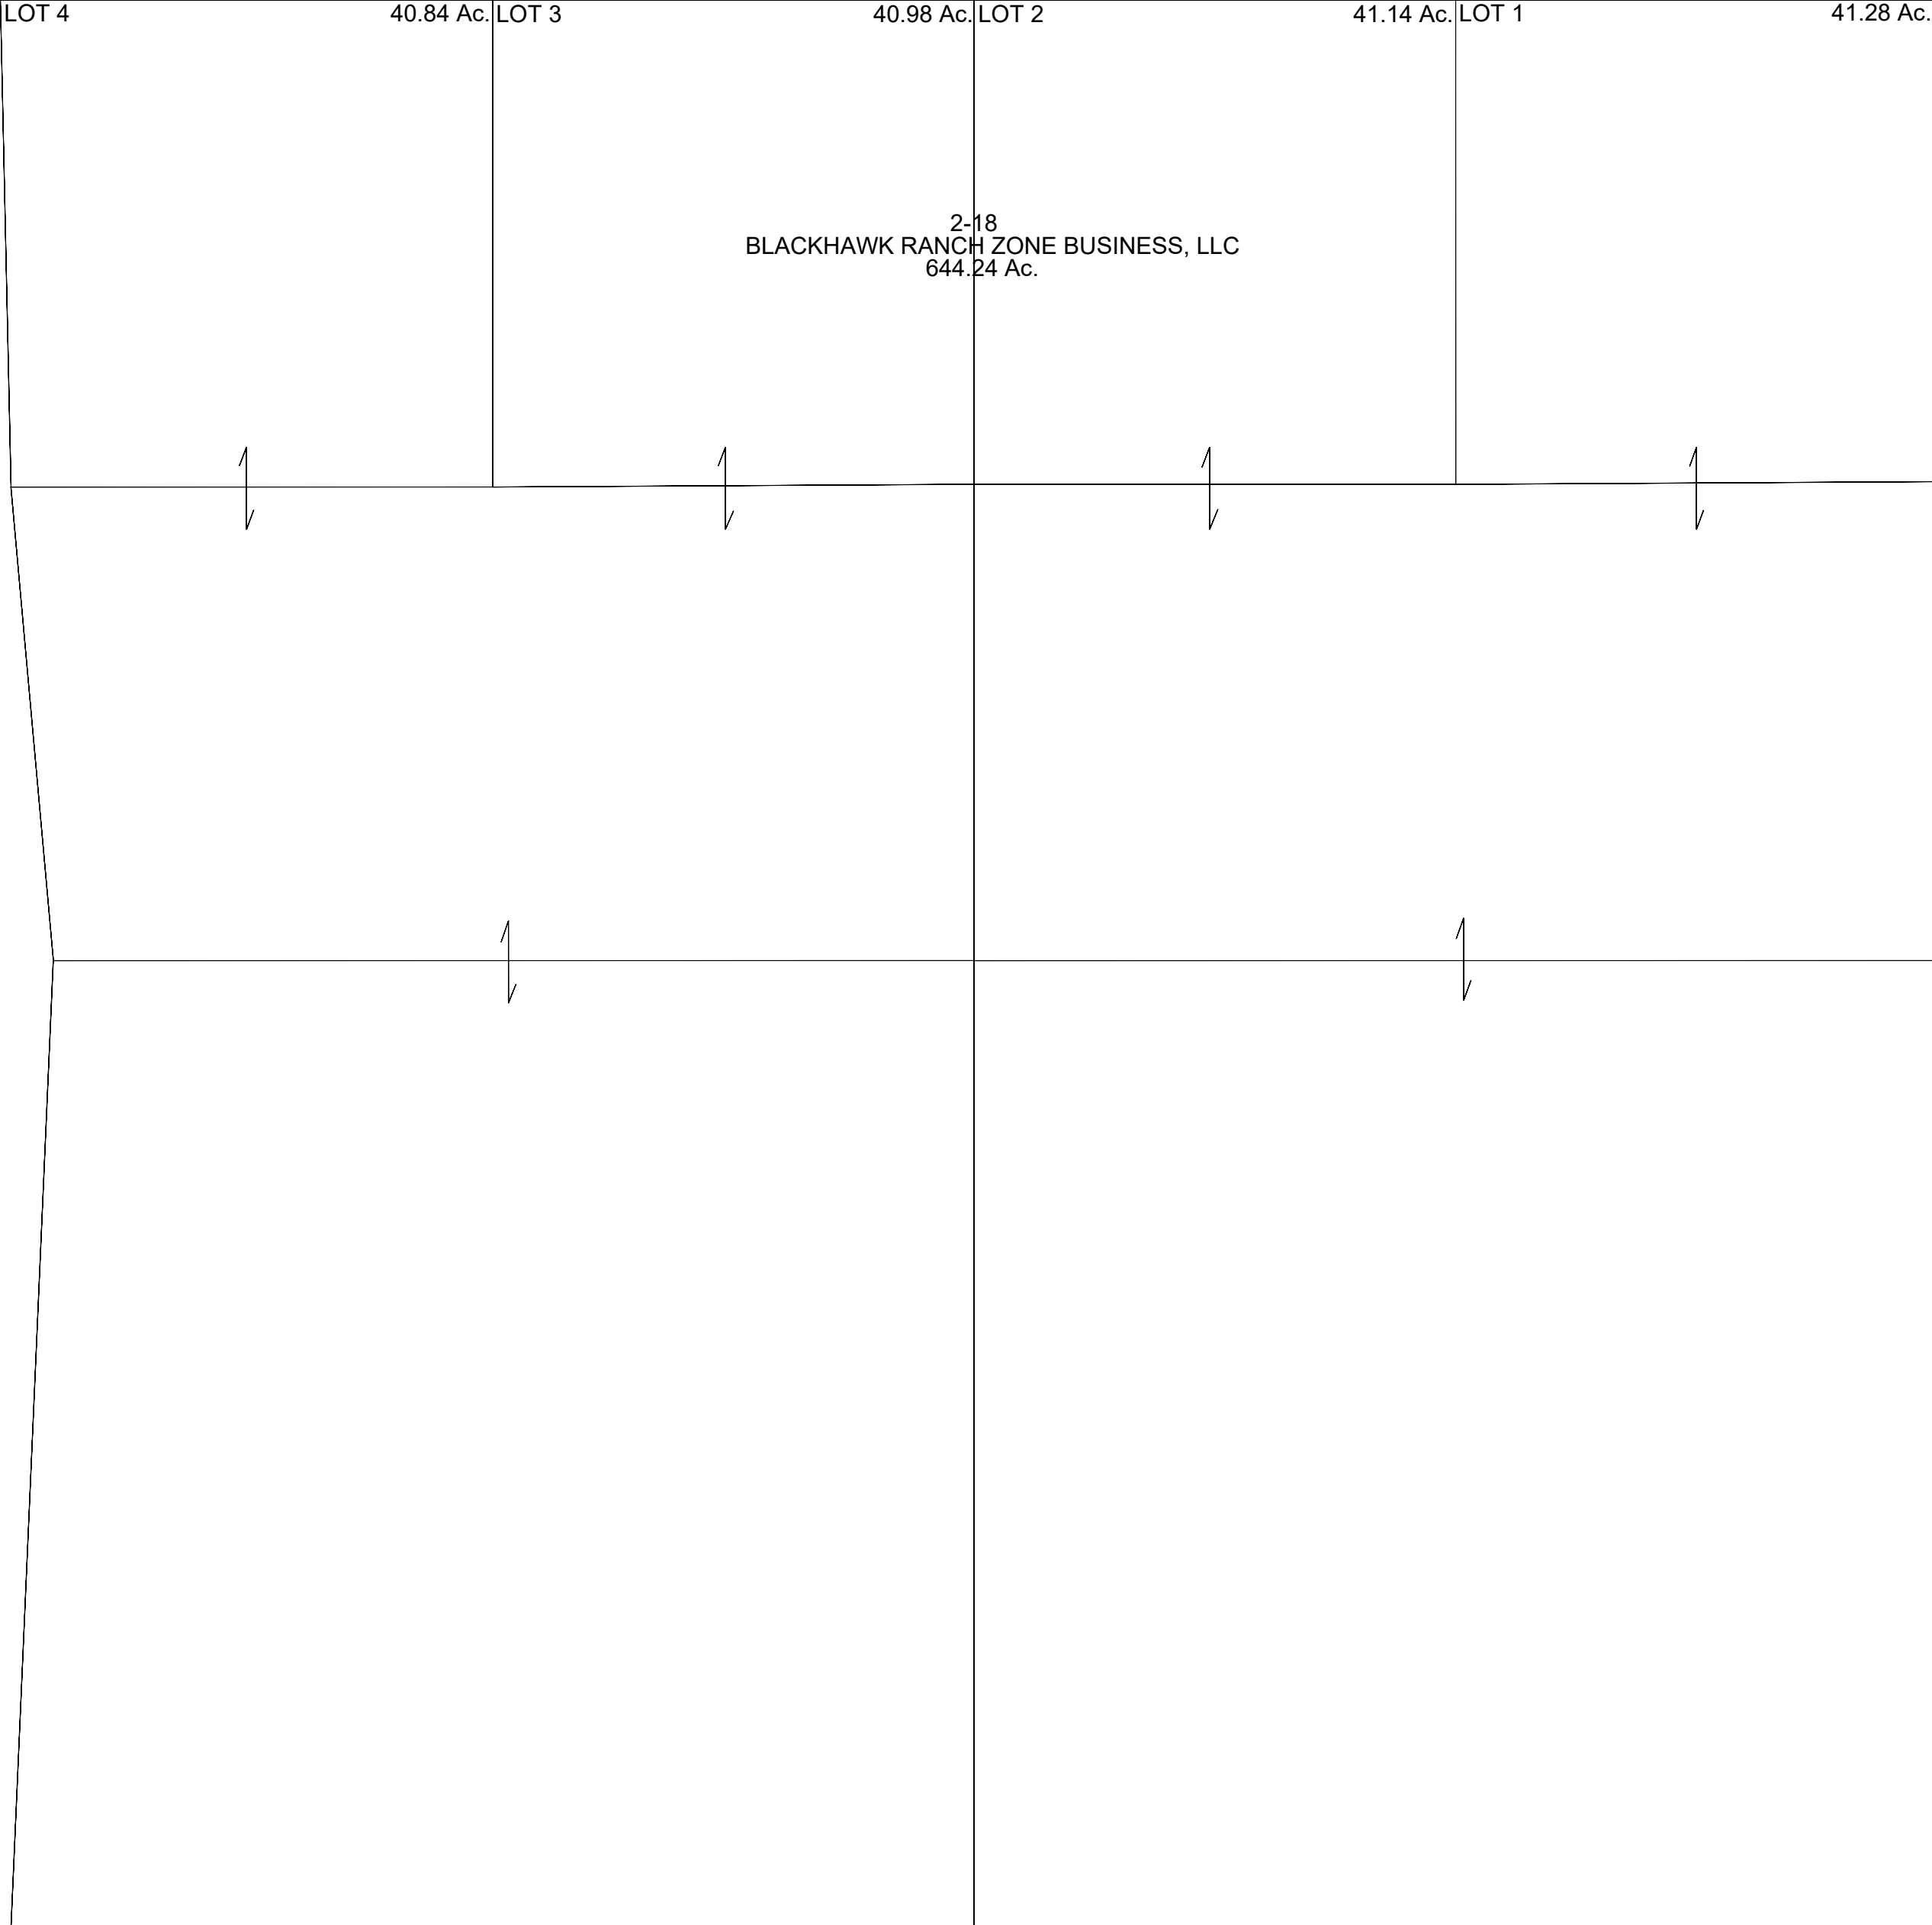 LOT 4 40.84 Ac. LOT 3 40.98 Ac. LOT 2 41.14 Ac. LOT 1 41.28 Ac.
2-18
BLACKHAWK RANCH ZONE BUSINESS, LLC
644.24 Ac.